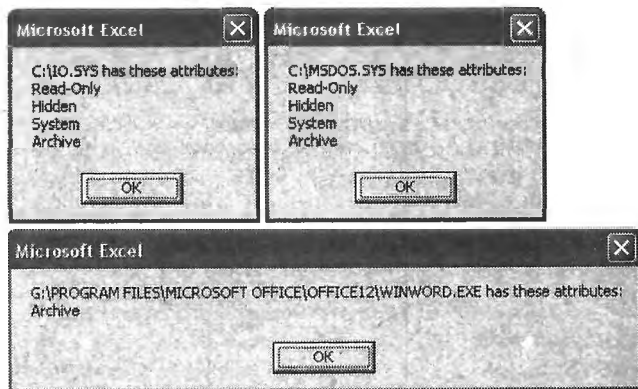 Microsoft Excel
C:\IO.SYS has these attributes:
Read-Only
Hidden
System
Archive
OK
Microsoft Excel
C:\MSDOS.SYS has these attributes:
Read-Only
Hidden
System
Archive
OK
Microsoft Excel
G:\PROGRAM FILES\MICROSOFT OFFICE\OFFICE12\WINWORD.EXE has these attributes:
Archive
OK